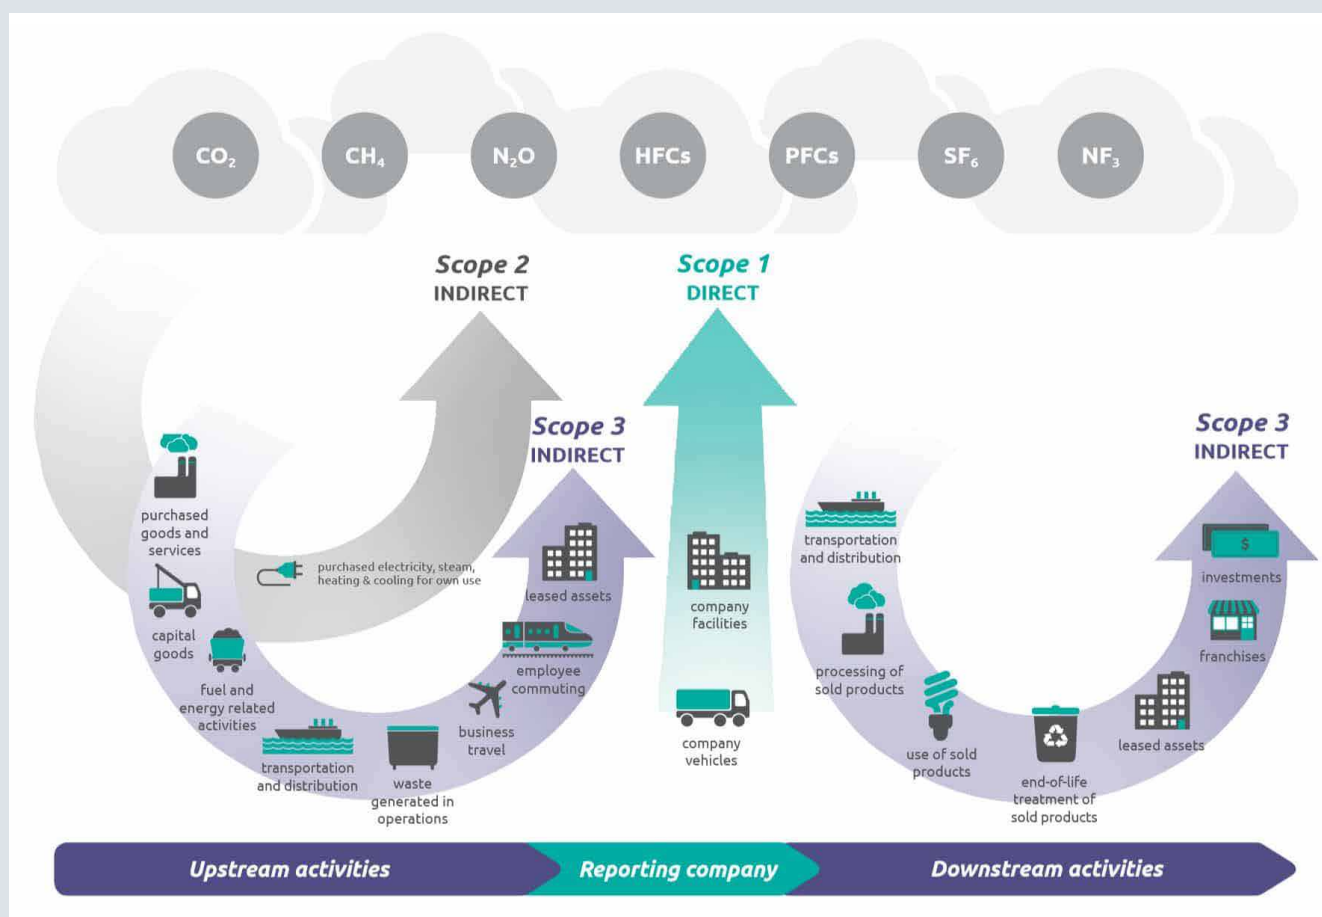 CO₂
CH₄
N₂O
HFCs
PFCs
SF₆
NF₃
Scope 2
INDIRECT
Scope 1
DIRECT
Scope 3
INDIRECT
Scope 3
INDIRECT
purchased
goods and
services
capital
goods
fuel and
energy related
activities
transportation
and distribution
waste
generated in
operations
business
travel
employee
commuting
leased assets
purchased electricity, steam,
heating & cooling for own use
company
facilities
company
vehicles
transportation
and distribution
processing of
sold products
use of sold
products
end-of-life
treatment of
sold products
leased assets
franchises
investments
$
Upstream activities
Reporting company
Downstream activities